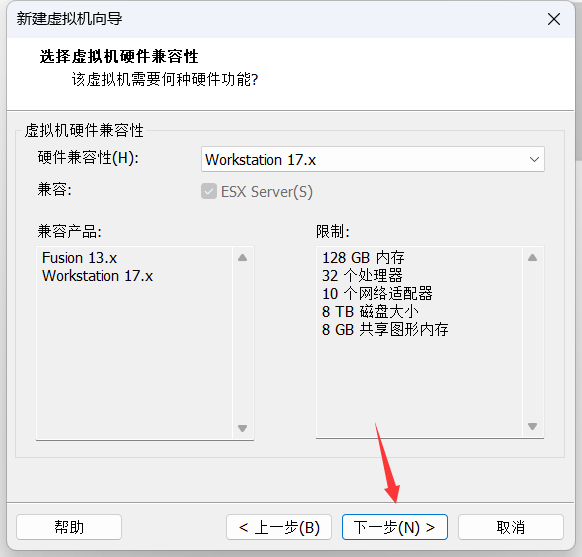 新建虚拟机向导
选择虚拟机硬件兼容性
该虚拟机需要何种硬件功能?
虚拟机硬件兼容性
硬件兼容性(H):
Workstation 17.x
兼容:
ESX Server(S)
兼容产品:
Fusion 13.x
Workstation 17.x
限制:
128 GB 内存
32 个处理器
10 个网络适配器
8 TB 磁盘大小
8 GB 共享图形内存
帮助
< 上一步(B)
下一步(N) >
取消